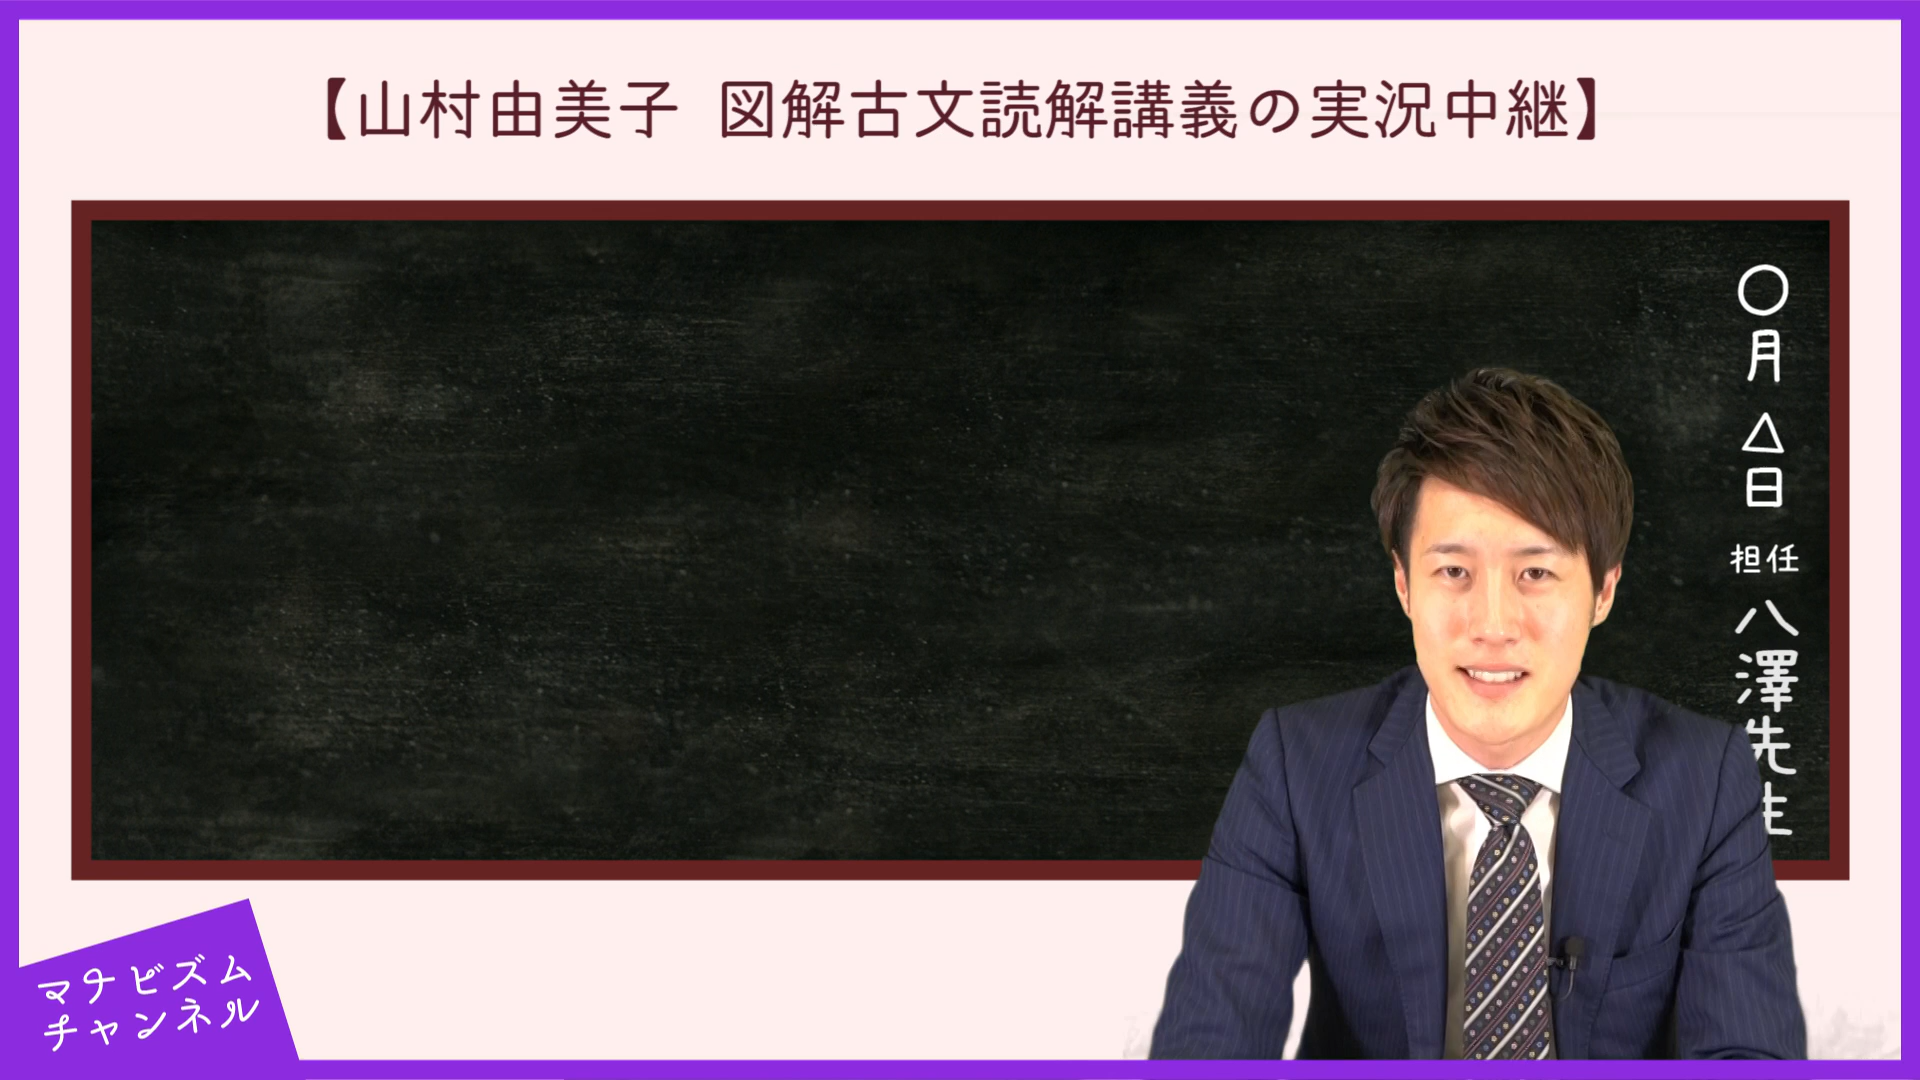 【山村由美子 図解古文読解講義の実況中継】
〇月 △日 担任 八澤先生
マナビズム
チャンネル